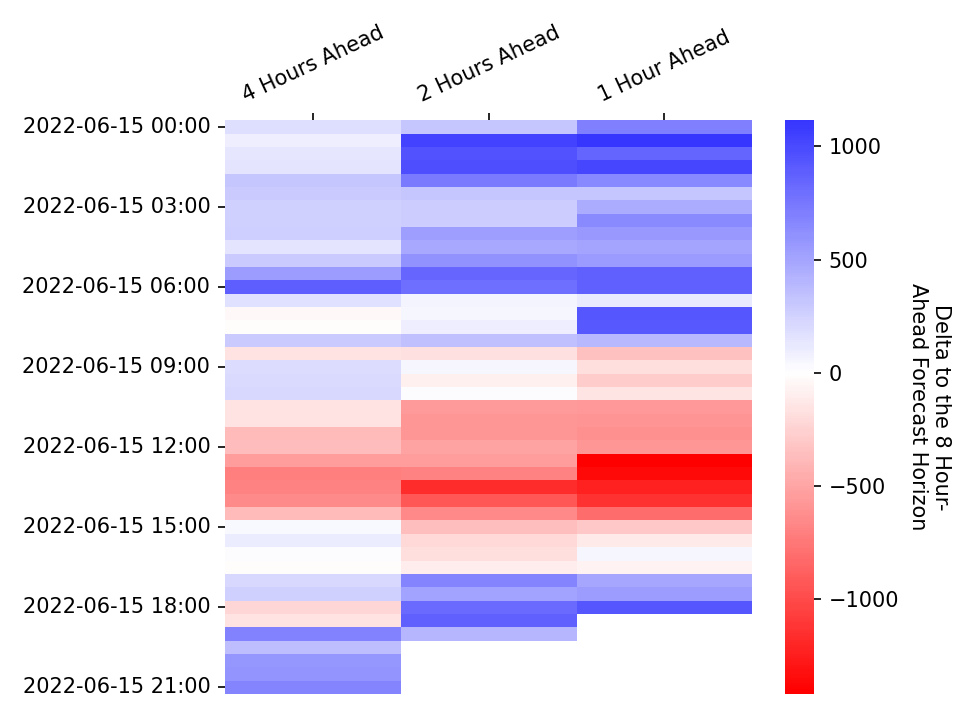 4 Hours Ahead
2 Hours Ahead
1 Hour Ahead
2022-06-15 00:00
2022-06-15 03:00
2022-06-15 06:00
2022-06-15 09:00
2022-06-15 12:00
2022-06-15 15:00
2022-06-15 18:00
2022-06-15 21:00
1000
500
0
−500
−1000
Delta to the 8 Hour-
Ahead Forecast Horizon